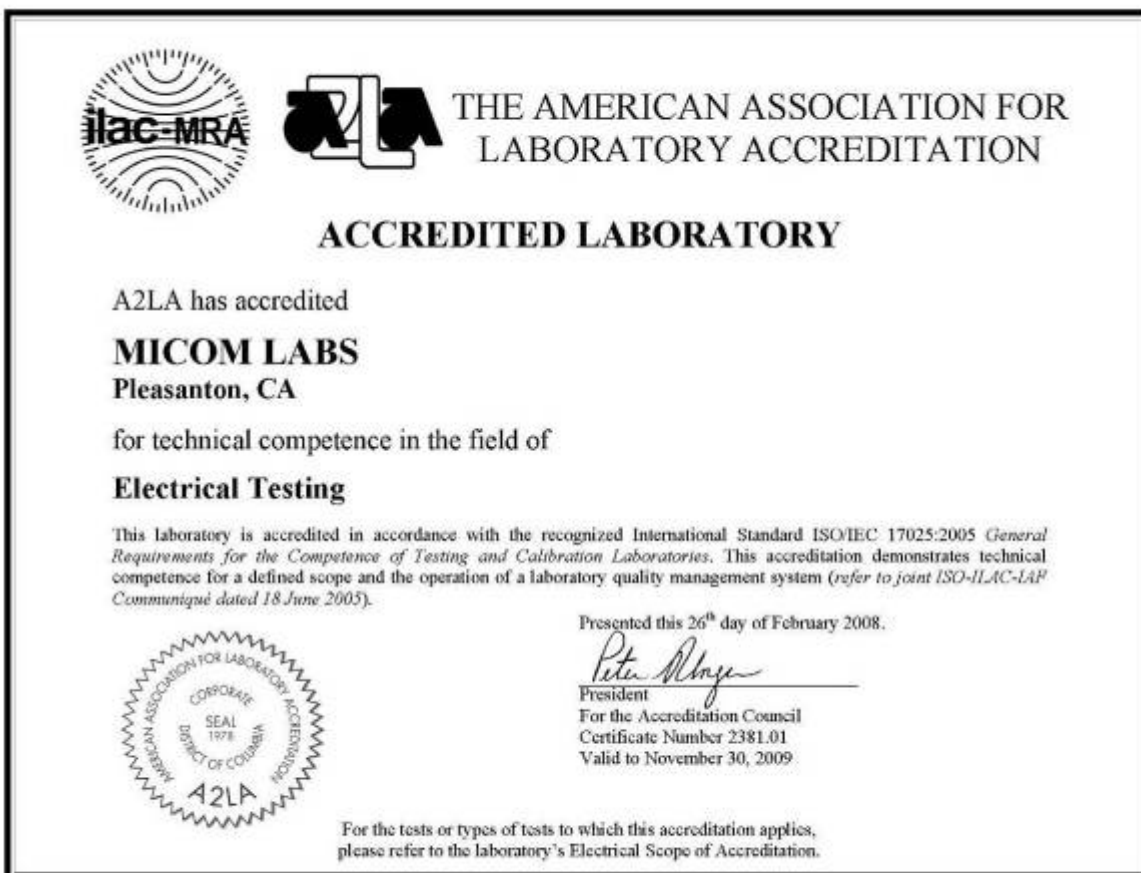 ilac-MRA
A2LA
THE AMERICAN ASSOCIATION FOR
LABORATORY ACCREDITATION
ACCREDITED LABORATORY
A2LA has accredited
MICOM LABS
Pleasanton, CA
for technical competence in the field of
Electrical Testing
This laboratory is accredited in accordance with the recognized International Standard ISO/IEC 17025:2005 General
Requirements for the Competence of Testing and Calibration Laboratories. This accreditation demonstrates technical
competence for a defined scope and the operation of a laboratory quality management system (refer to joint ISO-ILAC-IAF
Communiqué dated 18 June 2005).
Presented this 26th day of February 2008.
Peter Unger
President
For the Accreditation Council
Certificate Number 2381.01
Valid to November 30, 2009
AMERICAN ASSOCIATION FOR LABORATORY ACCREDITATION
CORPORATE
SEAL
1978
DISTRICT OF COLUMBIA
A2LA
For the tests or types of tests to which this accreditation applies,
please refer to the laboratory's Electrical Scope of Accreditation.